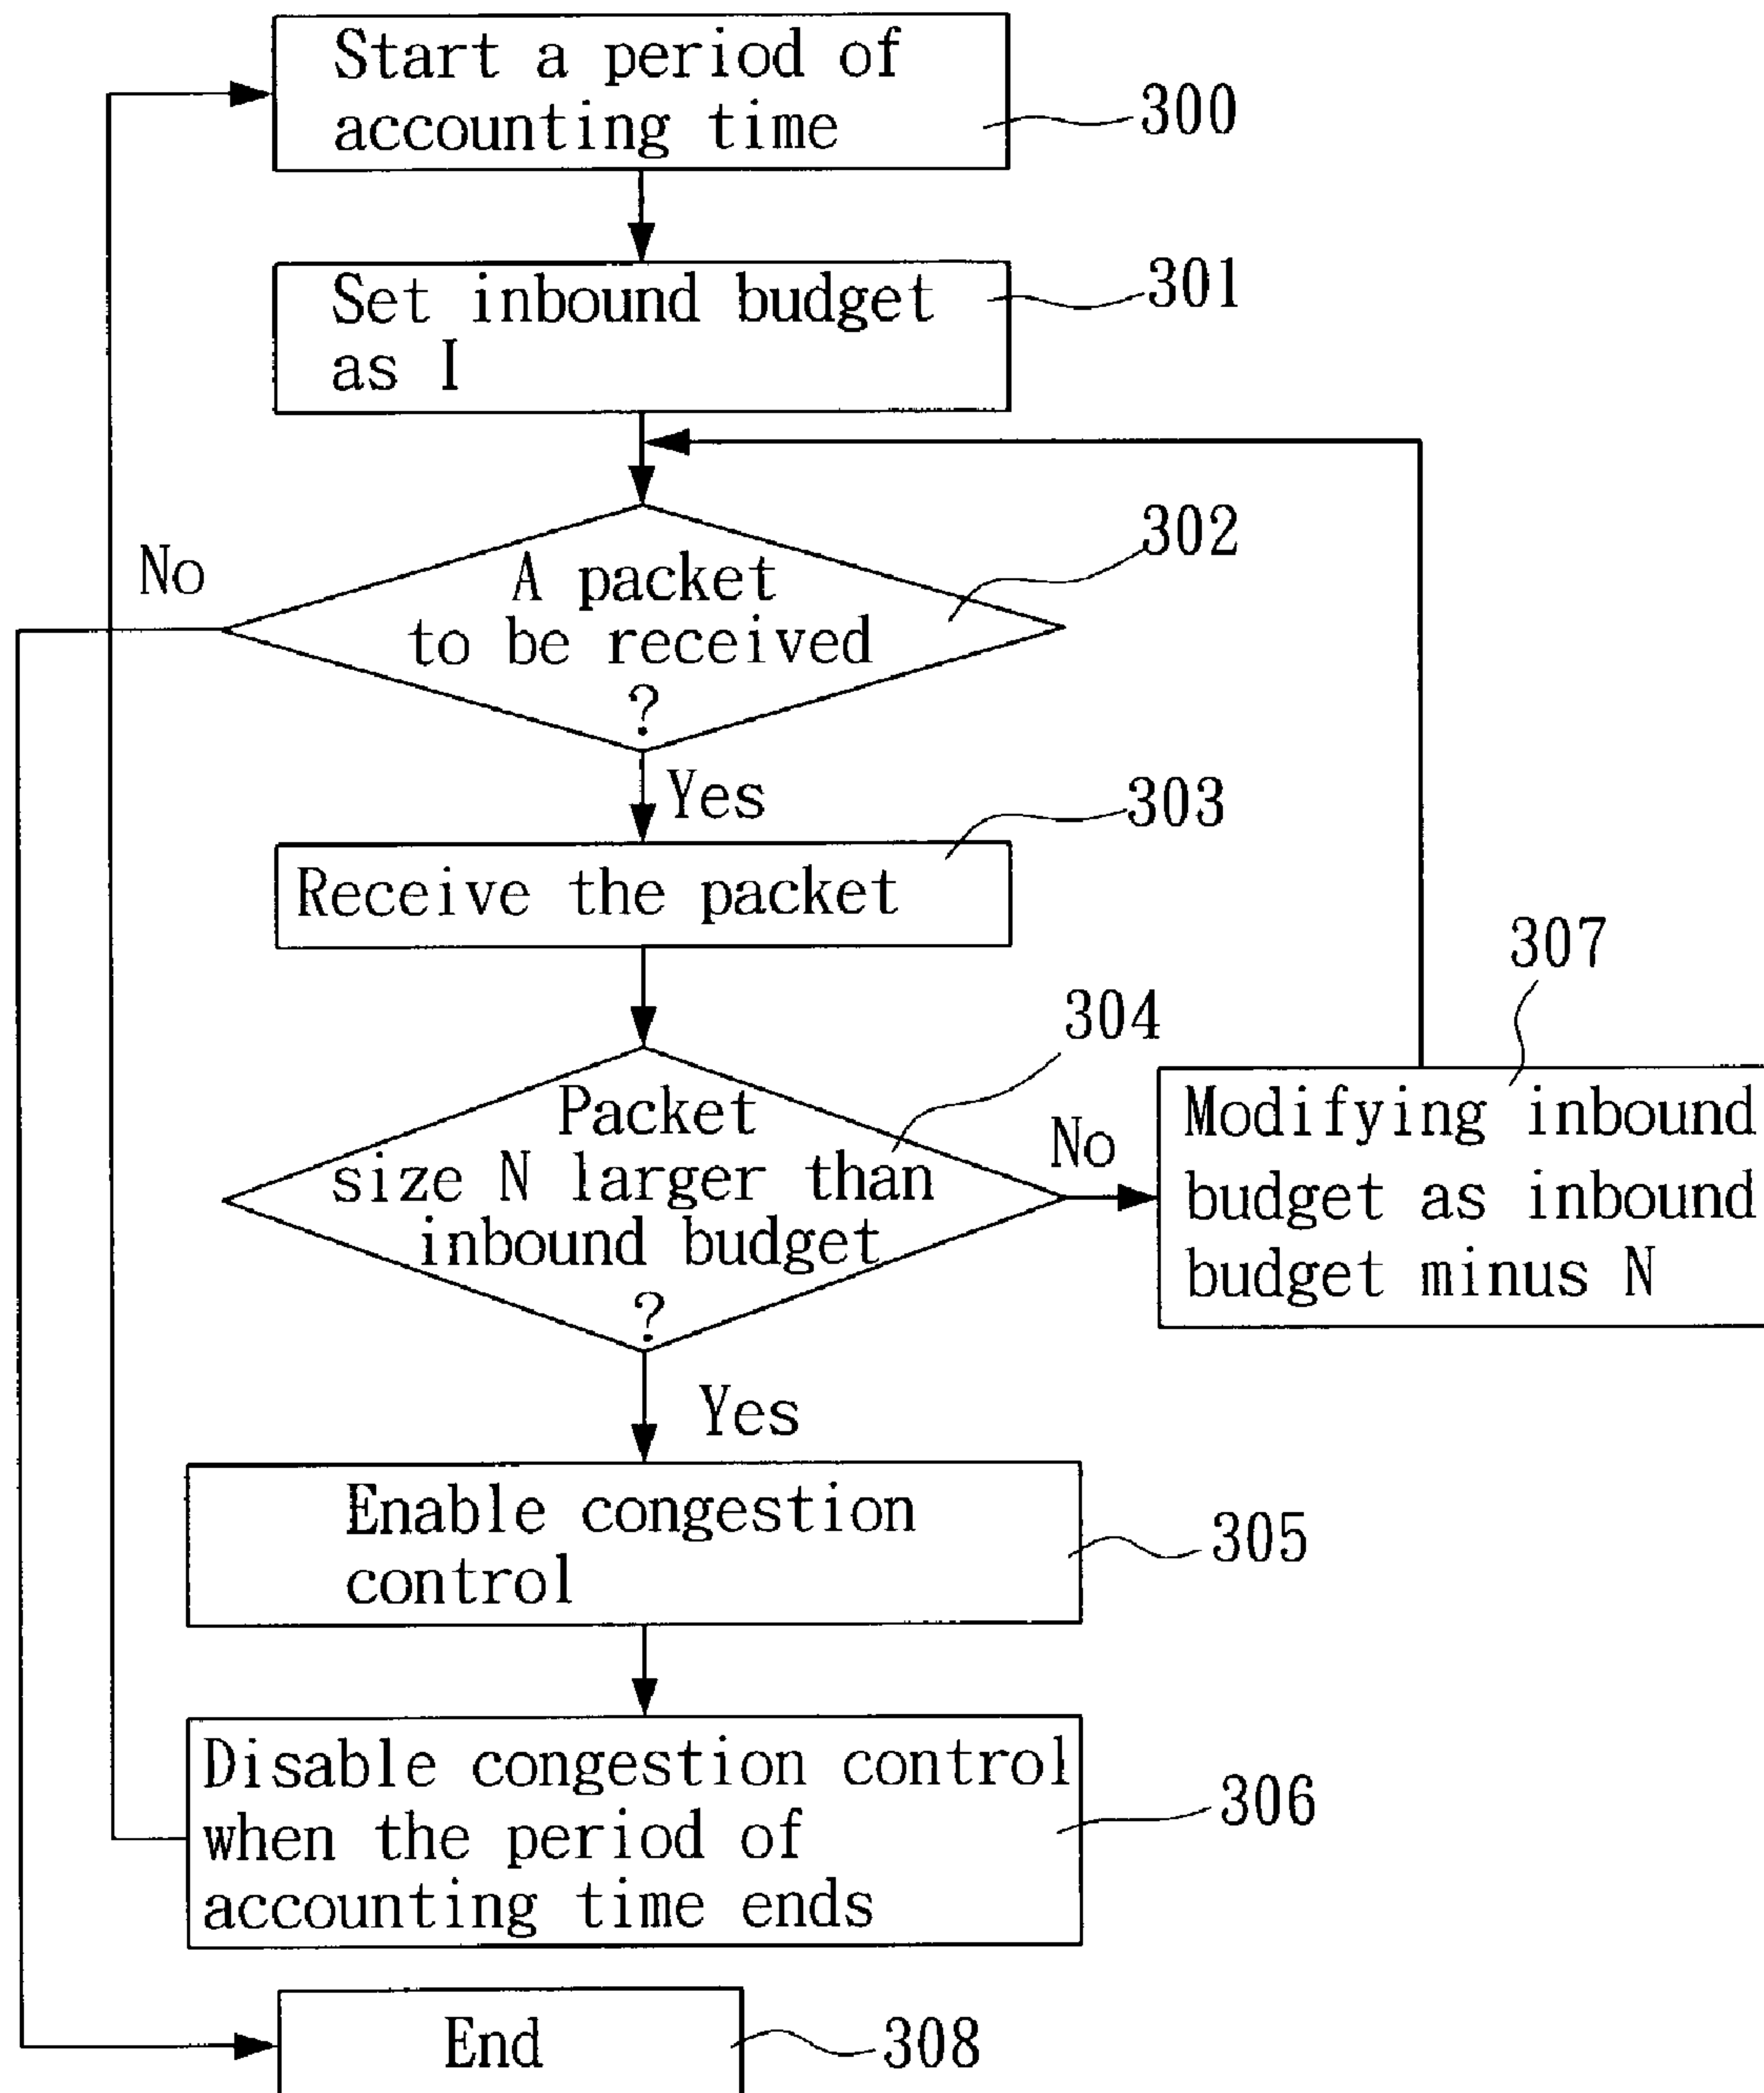 Start a period of
accounting time
300
Set inbound budget
as I
301
No
A packet
to be received
?
302
Yes
303
Receive the packet
307
304
Packet
size N larger than
inbound budget
?
No
Modifying inbound
budget as inbound
budget minus N
Yes
Enable congestion
control
305
Disable congestion control
when the period of
accounting time ends
306
End
308